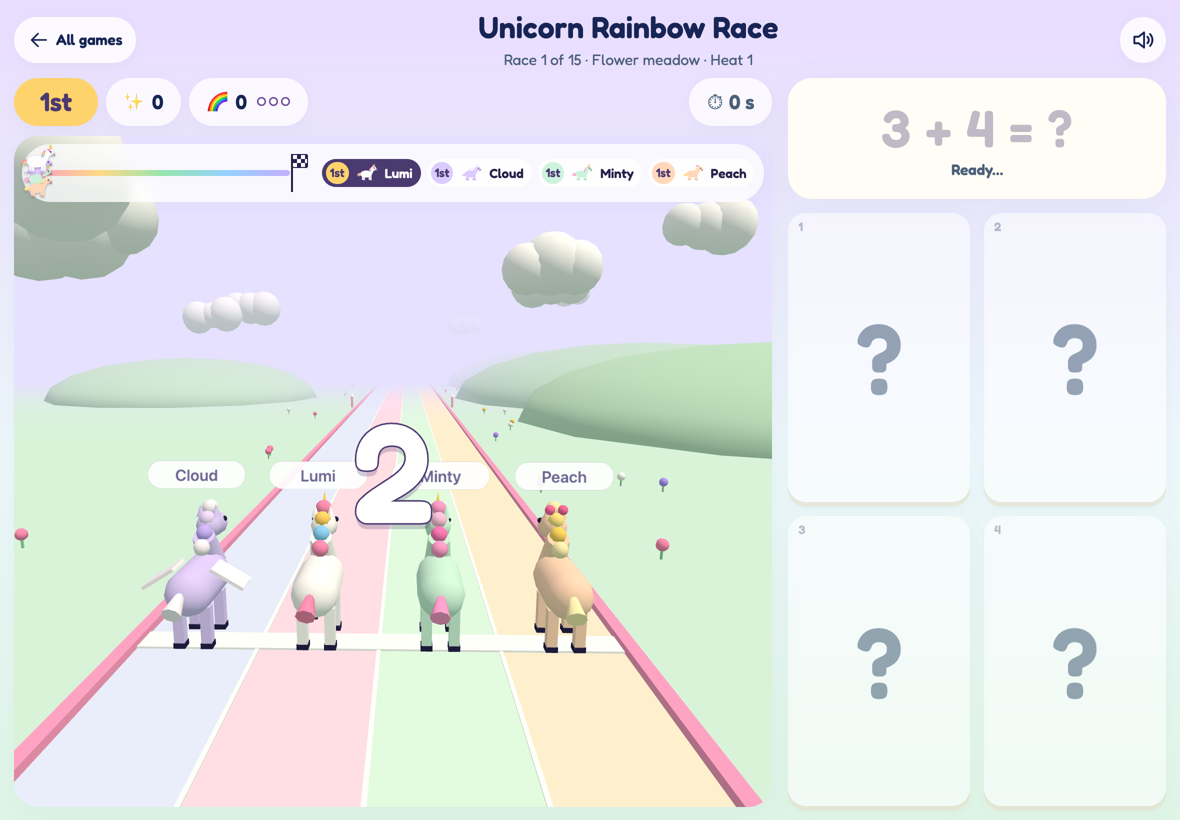 All games
Unicorn Rainbow Race
Race 1 of 15 · Flower meadow · Heat 1
1st
0
0
0 s
1st Lumi
1st Cloud
1st Minty
1st Peach
3 + 4 = ?
Ready...
1
?
2
?
3
?
4
?
Cloud
Lumi
2
Minty
Peach